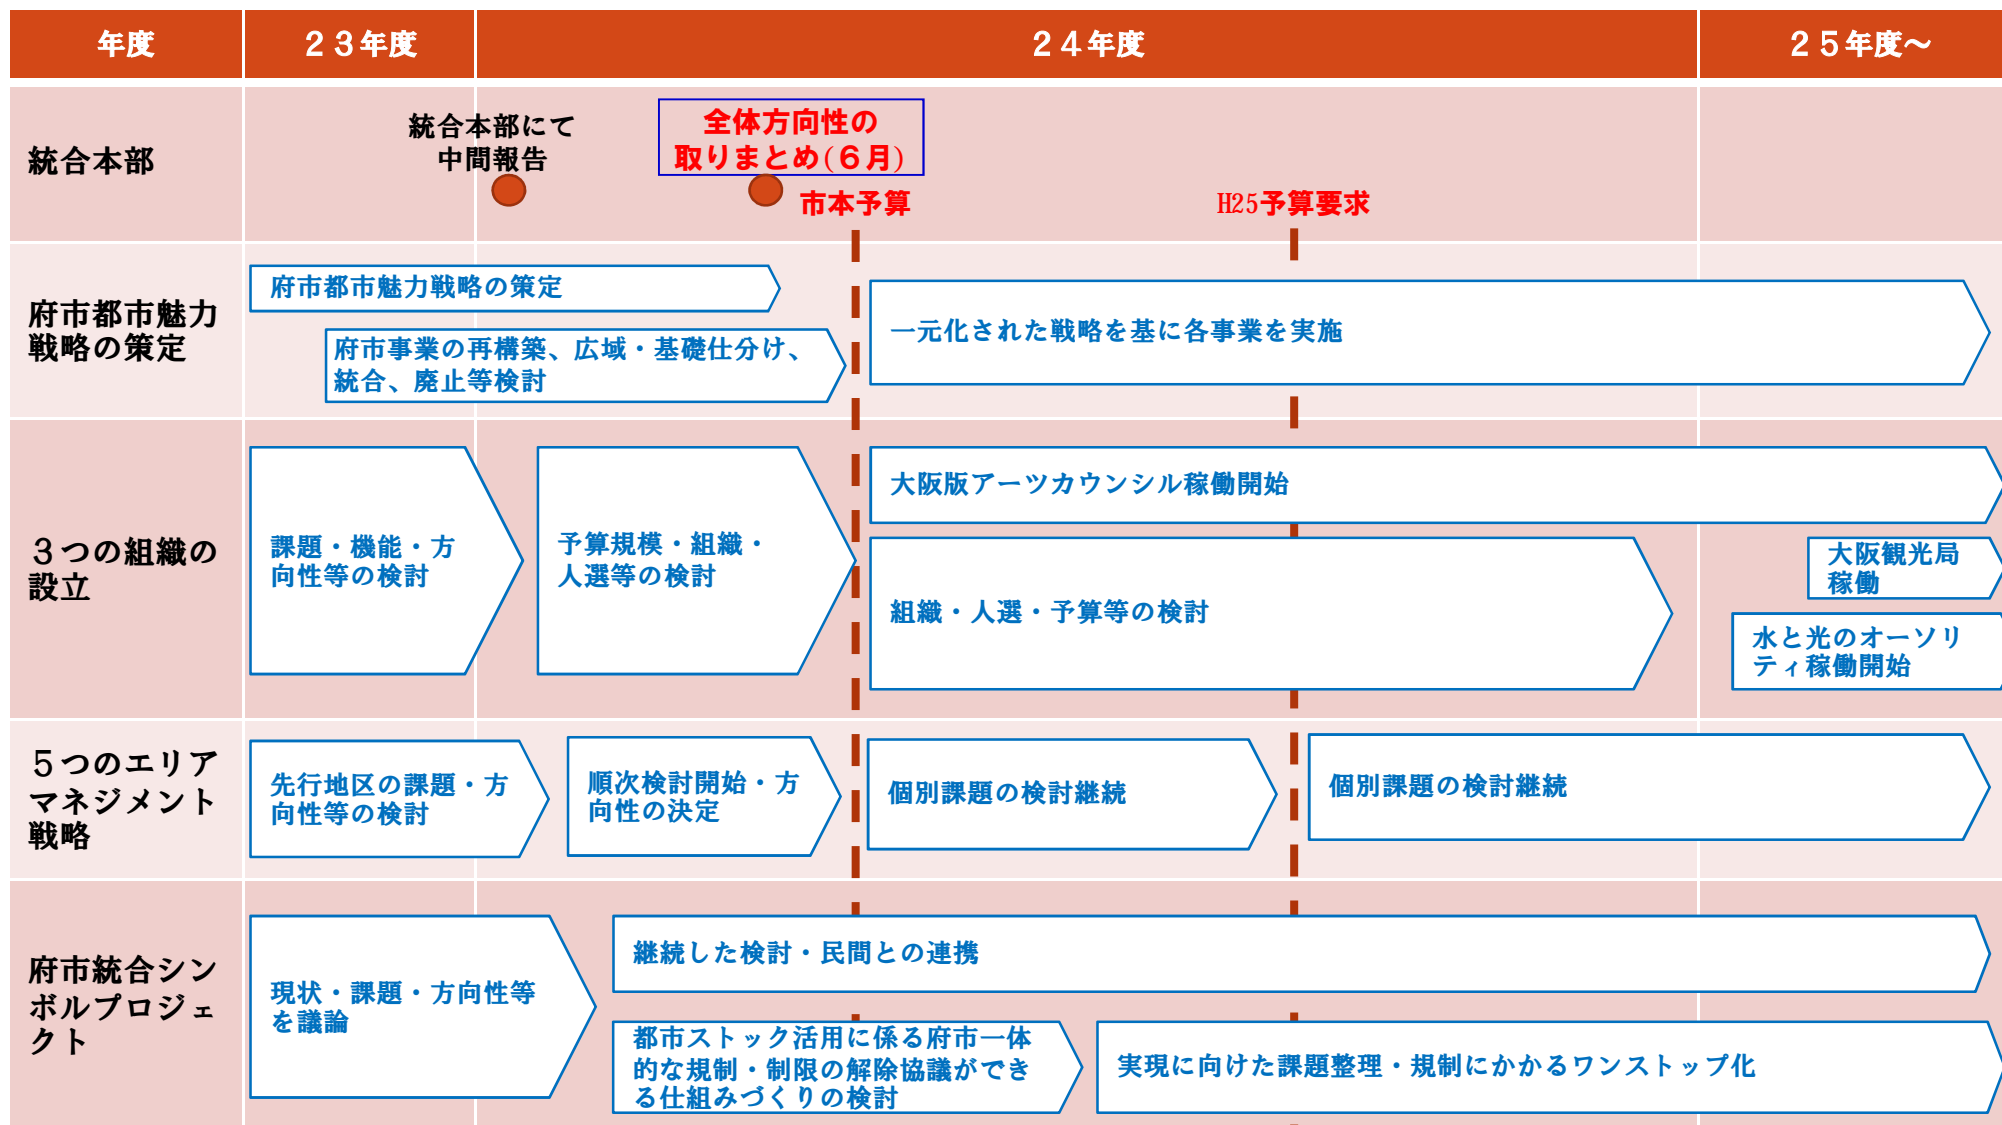 年度
２３年度
２４年度
２５年度～
統合本部
統合本部にて
中間報告
全体方向性の
取りまとめ(６月)
市本予算
H25予算要求
府市都市魅力
戦略の策定
府市都市魅力戦略の策定
府市事業の再構築、広域・基礎仕分け、
統合、廃止等検討
一元化された戦略を基に各事業を実施
３つの組織の
設立
課題・機能・方
向性等の検討
予算規模・組織・
人選等の検討
大阪版アーツカウンシル稼働開始
組織・人選・予算等の検討
大阪観光局
稼働
水と光のオーソリ
ティ稼働開始
５つのエリア
マネジメント
戦略
先行地区の課題・方
向性等の検討
順次検討開始・方
向性の決定
個別課題の検討継続
個別課題の検討継続
府市統合シン
ボルプロジェ
クト
現状・課題・方向性等
を議論
継続した検討・民間との連携
都市ストック活用に係る府市一体
的な規制・制限の解除協議ができ
る仕組みづくりの検討
実現に向けた課題整理・規制にかかるワンストップ化